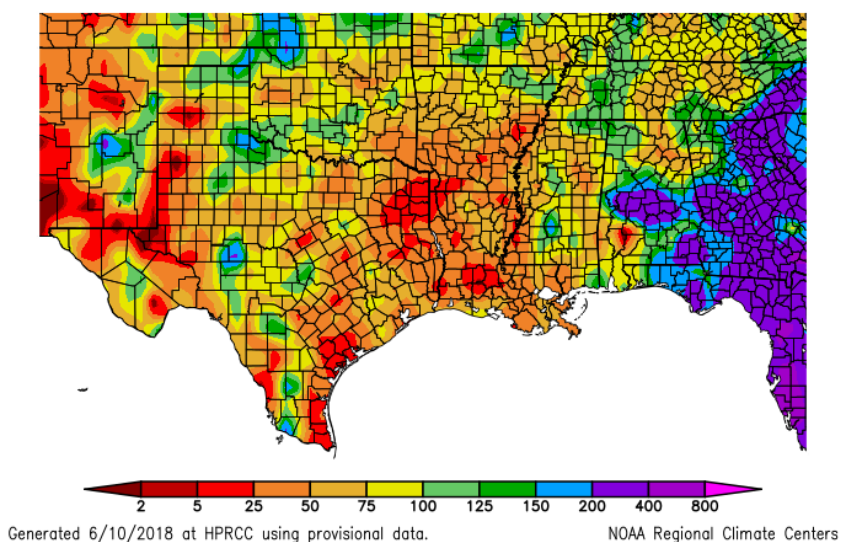 2 5 25 50 75 100 125 150 200 400 800
Generated 6/10/2018 at HPRCC using provisional data. NOAA Regional Climate Centers